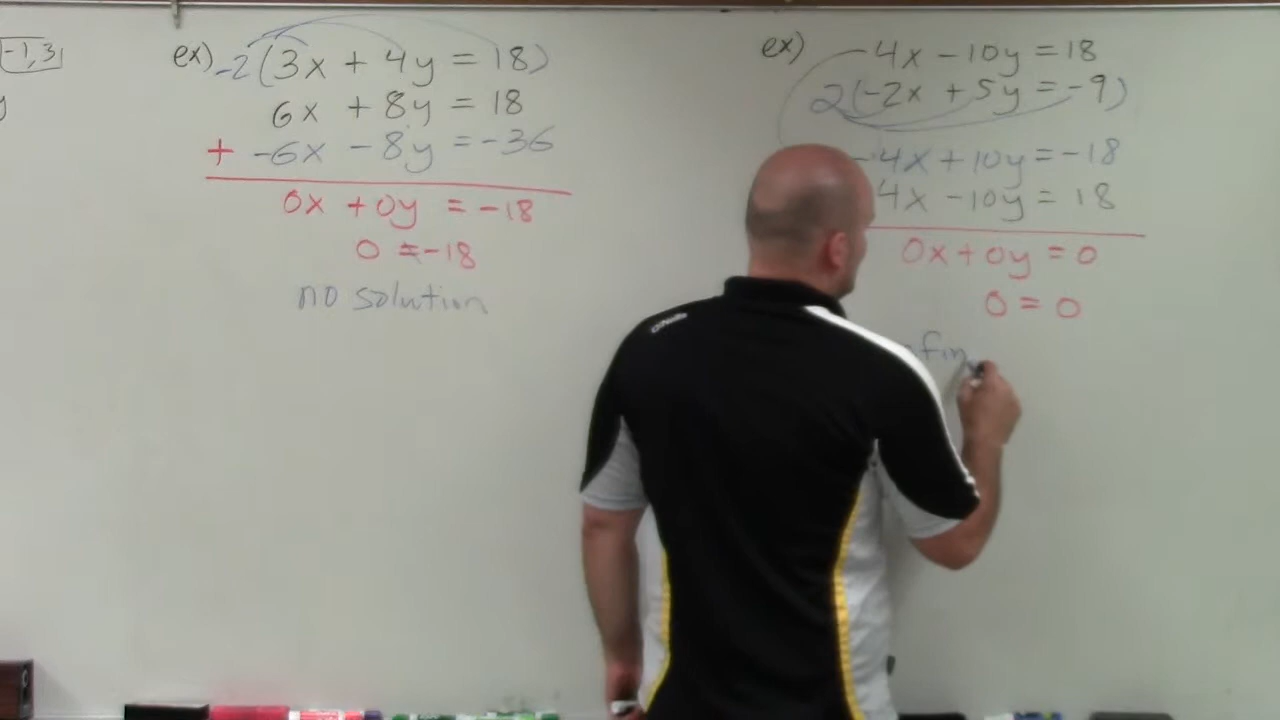 -1,3
y
ex) -2(3x + 4y = 18)
6x + 8y = 18
+ -6x - 8y = -36
0x + 0y = -18
0 ≠ -18
no solution
ex) 4x - 10y = 18
2(-2x + 5y = -9)
-4x + 10y = -18
4x - 10y = 18
0x + 0y = 0
0 = 0
fin